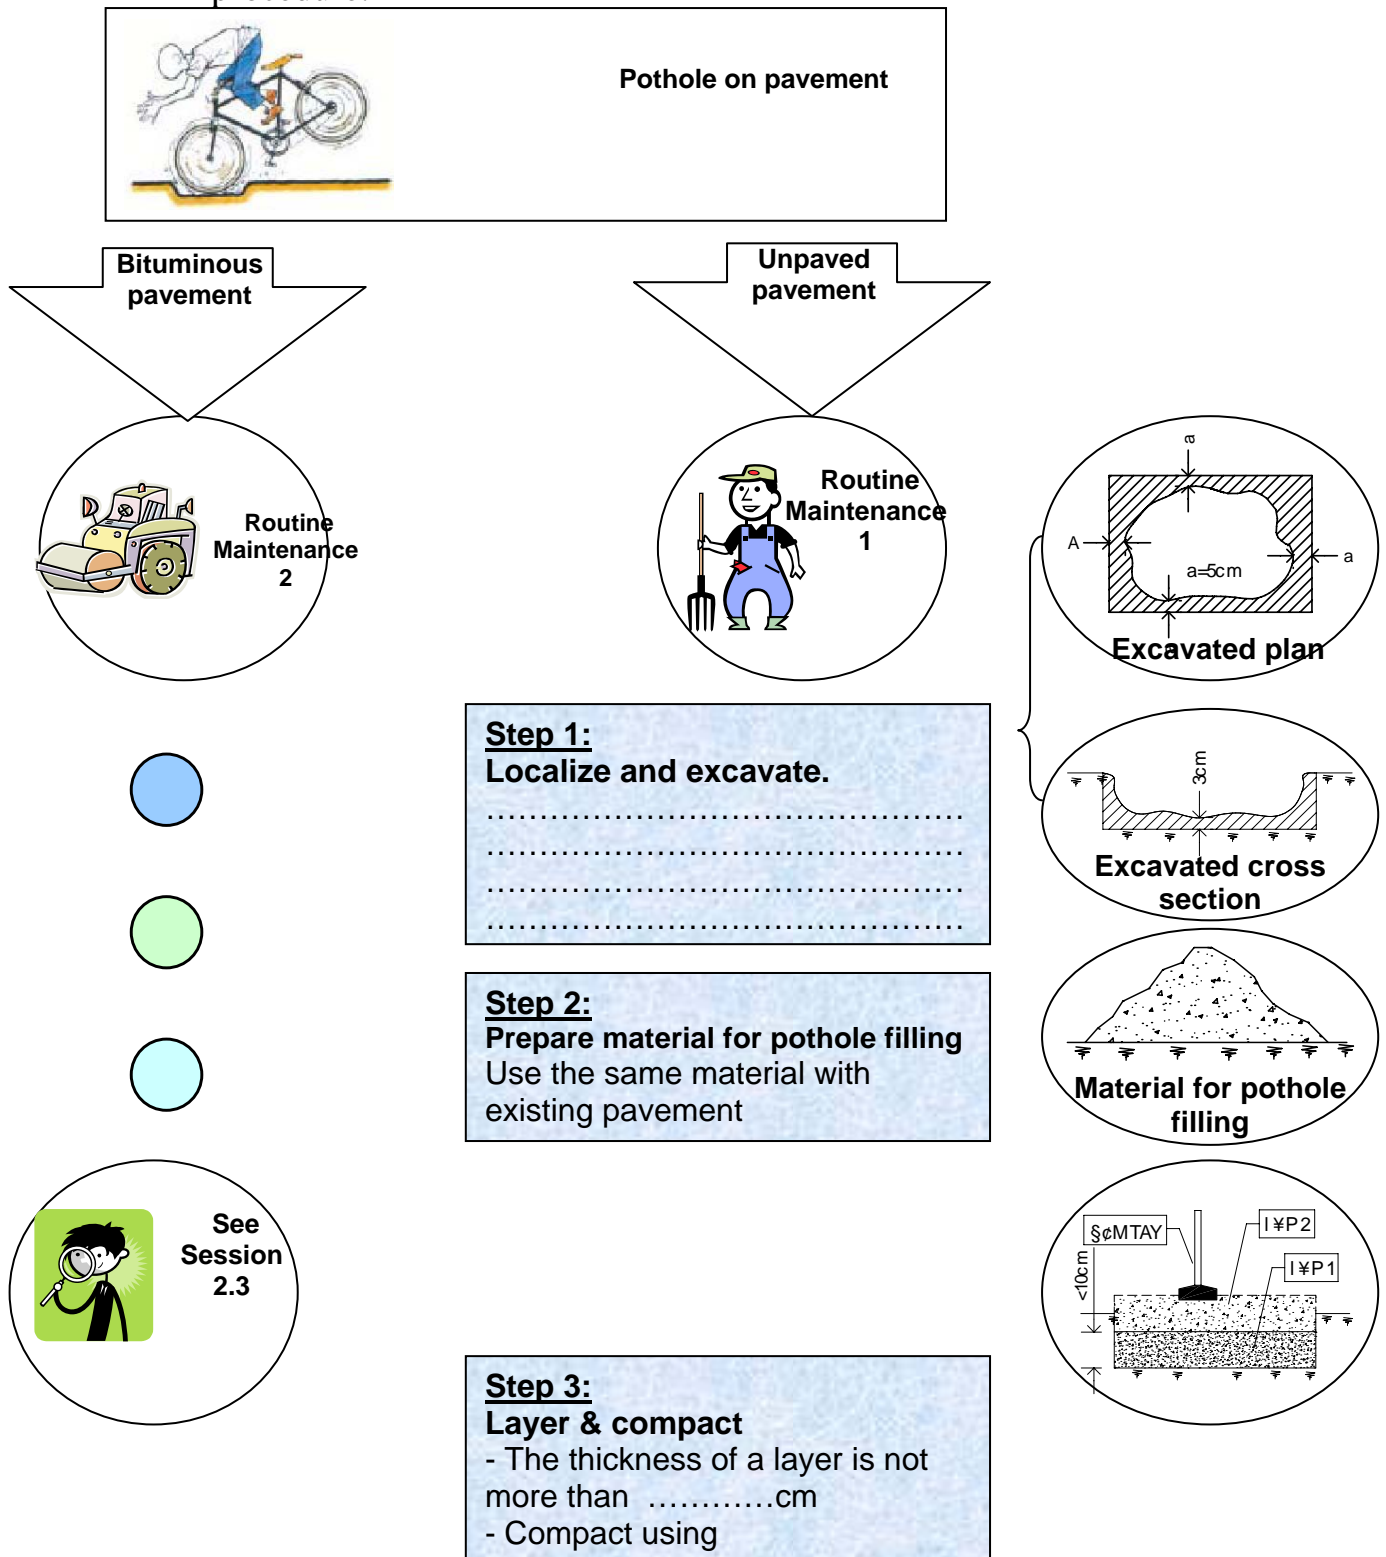 Pothole on pavement
Bituminous
pavement
Unpaved
pavement
Routine
Maintenance
2
Routine
Maintenance
1
a
A
a
a=5cm
Excavated plan
Step 1:
Localize and excavate.
……………………………………………
……………………………………………
……………………………………………
……………………………………………
3cm
Excavated cross
section
Step 2:
Prepare material for pothole filling
Use the same material with
existing pavement
Material for pothole
filling
See
Session
2.3
§¢MTAY
I¥P2
I¥P1
<10cm
Step 3:
Layer & compact
- The thickness of a layer is not
more than …………cm
- Compact using